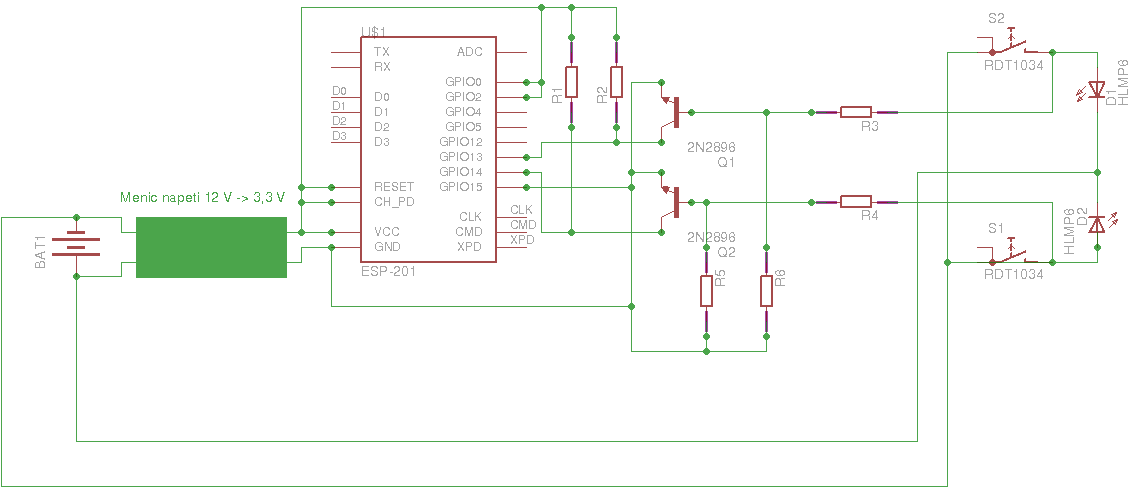 U$1
TX
RX
D0
D0
D1
D1
D2
D2
D3
D3
RESET
CH_PD
VCC
GND
ADC
GPIO0
GPIO2
GPIO4
GPIO5
GPIO12
GPIO13
GPIO14
GPIO15
CLK
CLK
CMD
CMD
XPD
XPD
ESP-201
Menic napeti 12 V -> 3,3 V
BAT1
R1
R2
2N2896
Q1
2N2896
Q2
R3
R4
R5
R6
S2
RDT1034
D1
HLMP6
S1
RDT1034
D2
HLMP6